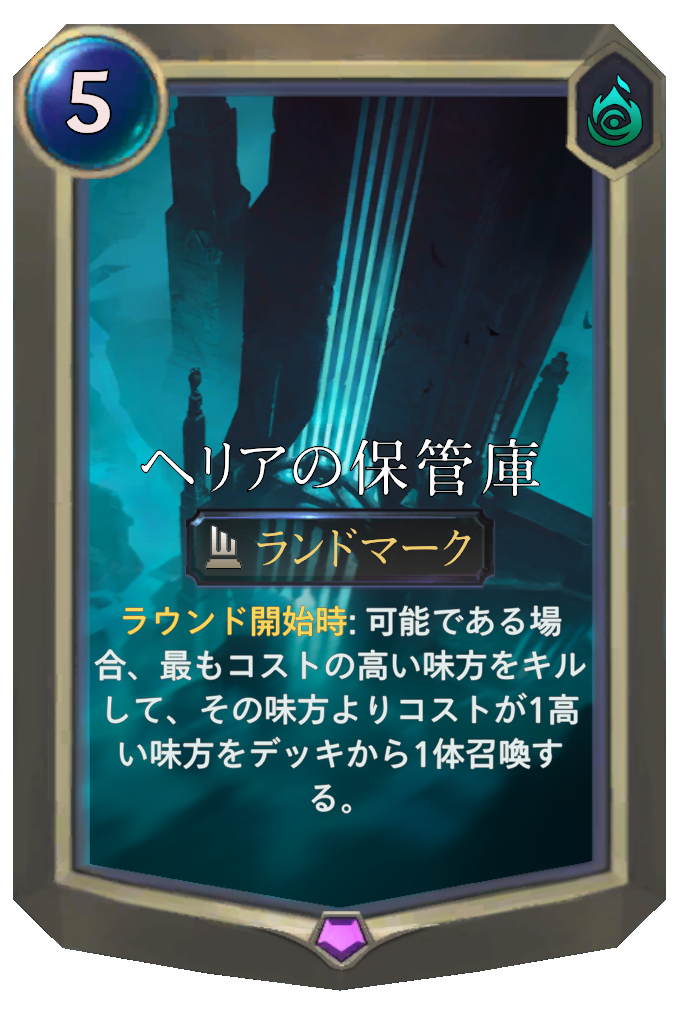 5
ヘリアの保管庫
ランドマーク
ラウンド開始時: 可能である場
合、最もコストの高い味方をキル
して、その味方よりコストが1高
い味方をデッキから1体召喚す
る。